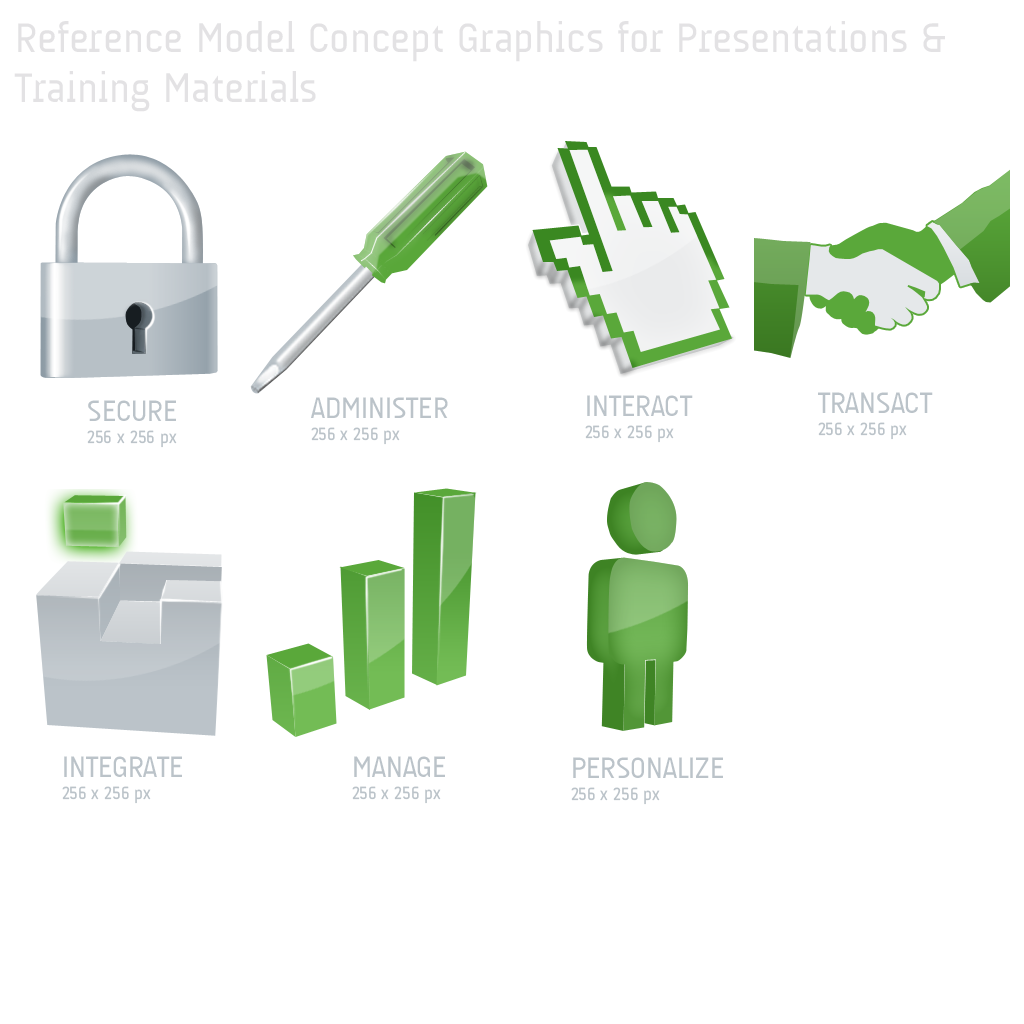 Reference Model Concept Graphics for Presentations &
Training Materials
SECURE
256 x 256 px
ADMINISTER
256 x 256 px
INTERACT
256 x 256 px
TRANSACT
256 x 256 px
INTEGRATE
256 x 256 px
MANAGE
256 x 256 px
PERSONALIZE
256 x 256 px